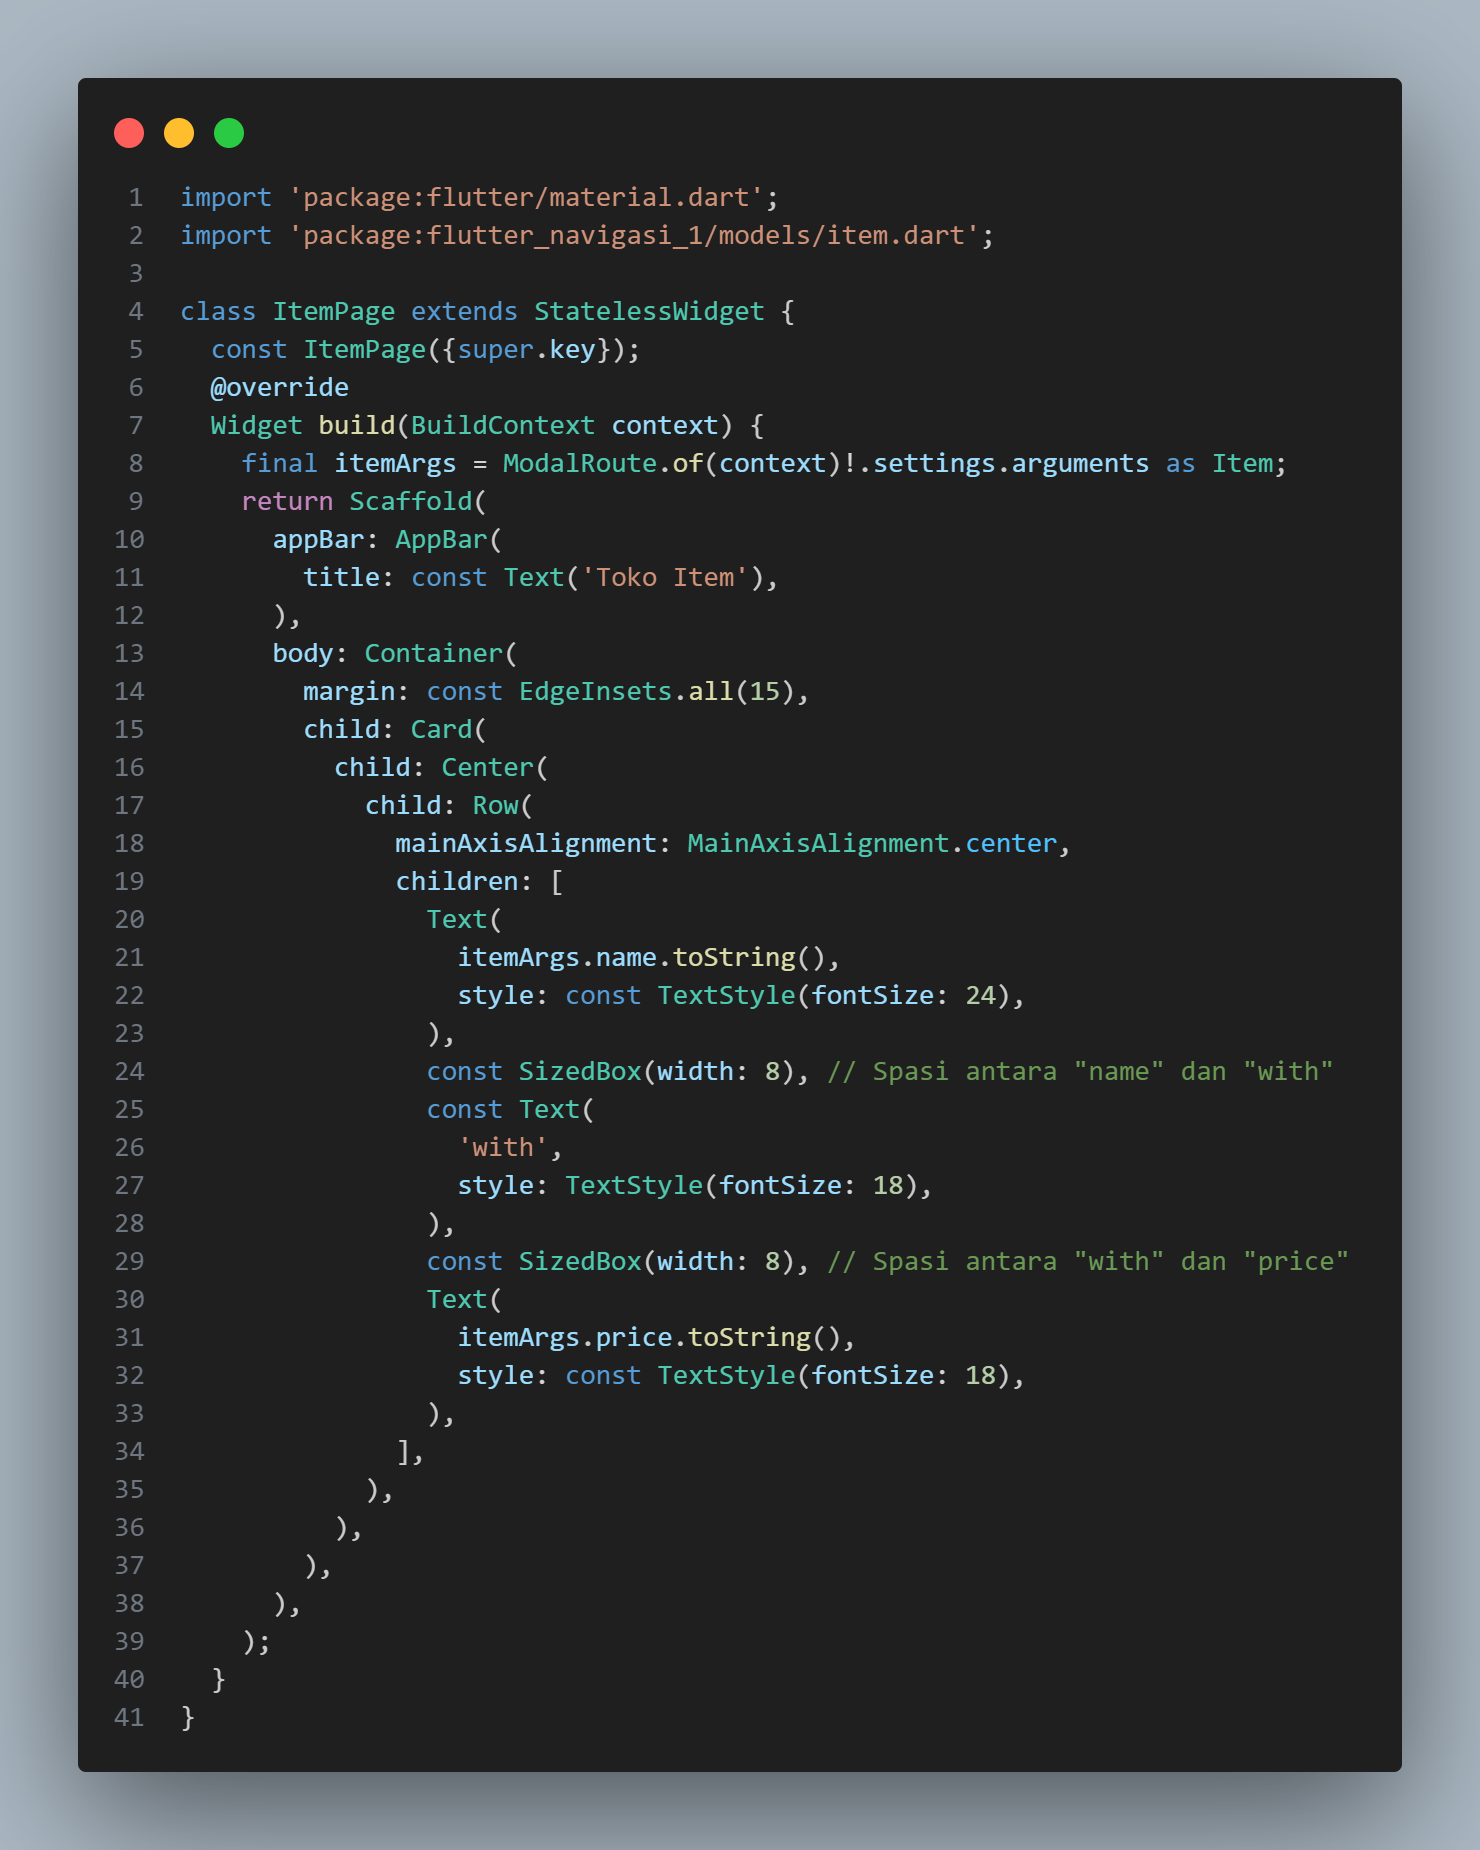 1 import 'package:flutter/material.dart';
2 import 'package:flutter_navigasi_1/models/item.dart';
3
4 class ItemPage extends StatelessWidget {
5   const ItemPage({super.key});
6   @override
7   Widget build(BuildContext context) {
8     final itemArgs = ModalRoute.of(context)!.settings.arguments as Item;
9     return Scaffold(
10       appBar: AppBar(
11         title: const Text('Toko Item'),
12       ),
13       body: Container(
14         margin: const EdgeInsets.all(15),
15         child: Card(
16           child: Center(
17             child: Row(
18               mainAxisAlignment: MainAxisAlignment.center,
19               children: [
20                 Text(
21                   itemArgs.name.toString(),
22                   style: const TextStyle(fontSize: 24),
23                 ),
24                 const SizedBox(width: 8), // Spasi antara "name" dan "with"
25                 const Text(
26                   'with',
27                   style: TextStyle(fontSize: 18),
28                 ),
29                 const SizedBox(width: 8), // Spasi antara "with" dan "price"
30                 Text(
31                   itemArgs.price.toString(),
32                   style: const TextStyle(fontSize: 18),
33                 ),
34               ],
35             ),
36           ),
37         ),
38       ),
39     );
40   }
41 }